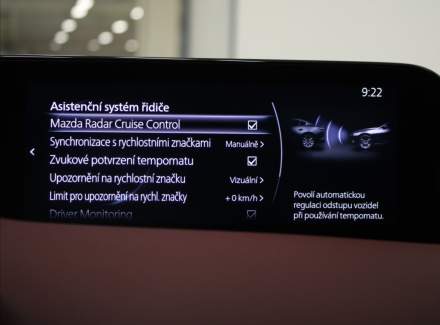 9:22
Asistenční systém řidiče
Mazda Radar Cruise Control
Synchronizace s rychlostními značkami Manuálně >
Zvukové potvrzení tempomatu
Upozornění na rychlostní značku Vizuální >
Limit pro upozornění na rychl. značky + 0 km/h >
Driver Monitoring
Povolí automatickou
regulaci odstupu vozidel
při používání tempomatu.